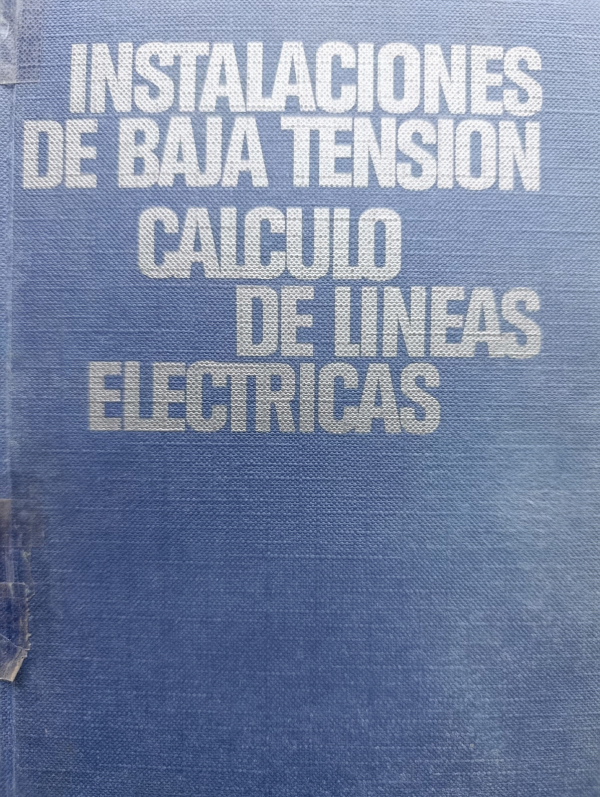 INSTALACIONES
DE BAJA TENSION
CALCULO
DE LINEAS
ELECTRICAS